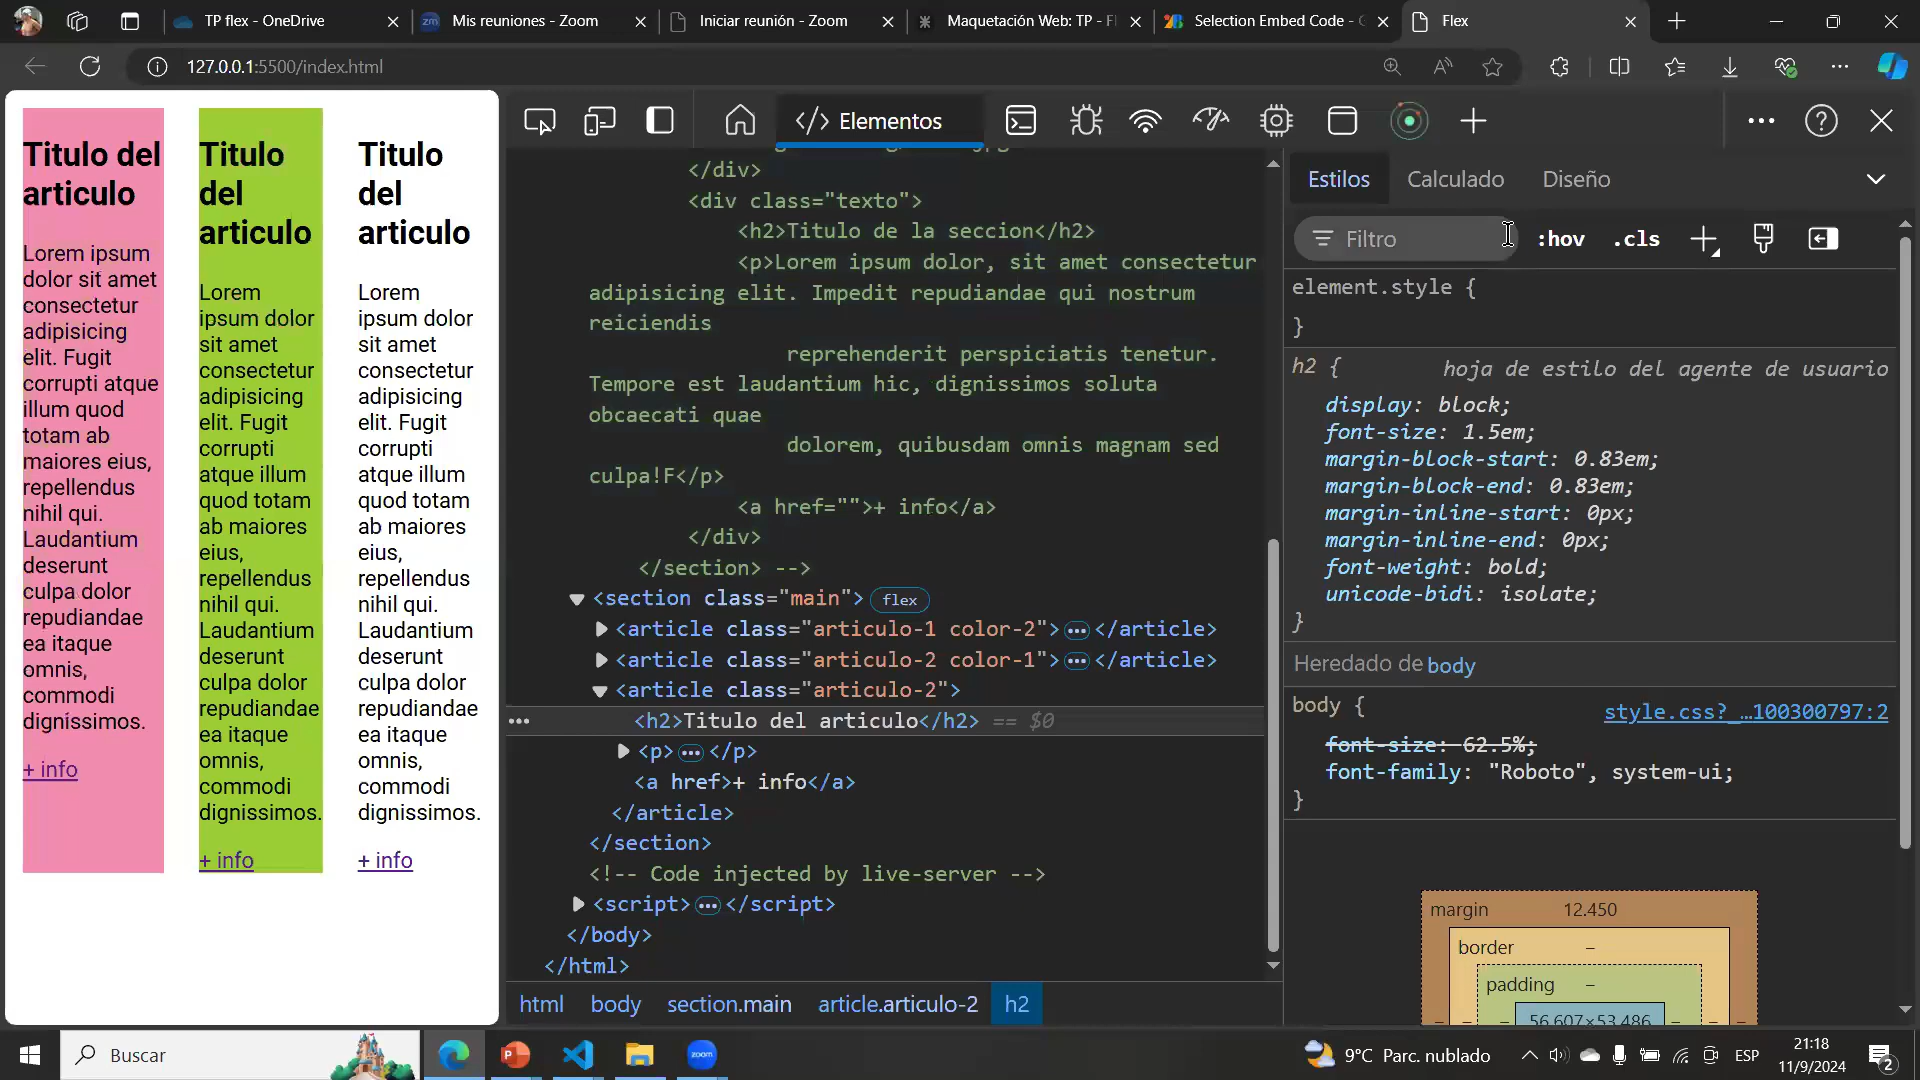 TP flex - OneDrive
Mis reuniones - Zoom
Iniciar reunión - Zoom
Maquetación Web: TP - Fl
Selection Embed Code -
Flex
127.0.0.1:5500/index.html
Titulo del
articulo
Lorem ipsum
dolor sit amet
consectetur
adipisicing
elit. Fugit
corrupti atque
illum quod
totam ab
maiores eius,
repellendus
nihil qui.
Laudantium
deserunt
culpa dolor
repudiandae
ea itaque
omnis,
commodi
dignissimos.
+ info
Titulo
del
articulo
Lorem
ipsum dolor
sit amet
consectetur
adipisicing
elit. Fugit
corrupti
atque illum
quod totam
ab maiores
eius,
repellendus
nihil qui.
Laudantium
deserunt
culpa dolor
repudiandae
ea itaque
omnis,
commodi
dignissimos.
+ info
Titulo
del
articulo
Lorem
ipsum dolor
sit amet
consectetur
adipisicing
elit. Fugit
corrupti
atque illum
quod totam
ab maiores
eius,
repellendus
nihil qui.
Laudantium
deserunt
culpa dolor
repudiandae
ea itaque
omnis,
commodi
dignissimos.
+ info
</> Elementos
</div>
<div class="texto">
<h2>Titulo de la seccion</h2>
<p>Lorem ipsum dolor, sit amet consectetur
adipisicing elit. Impedit repudiandae qui nostrum
reiciendis
reprehenderit perspiciatis tenetur.
Tempore est laudantium hic, dignissimos soluta
obcaecati quae
dolorem, quibusdam omnis magnam sed
culpa!F</p>
<a href="">+ info</a>
</div>
</section> -->
<section class="main"> flex
<article class="articulo-1 color-2">…</article>
<article class="articulo-2 color-1">…</article>
<article class="articulo-2">
<h2>Titulo del articulo</h2> == $0
<p>…</p>
<a href>+ info</a>
</article>
</section>
<!-- Code injected by live-server -->
<script>…</script>
</body>
</html>
html body section.main article.articulo-2 h2
Estilos Calculado Diseño
Filtro :hov .cls
element.style {
}
h2 { hoja de estilo del agente de usuario
display: block;
font-size: 1.5em;
margin-block-start: 0.83em;
margin-block-end: 0.83em;
margin-inline-start: 0px;
margin-inline-end: 0px;
font-weight: bold;
unicode-bidi: isolate;
}
Heredado de body
body { style.css?_…100300797:2
font-size: 62.5%;
font-family: "Roboto", system-ui;
}
margin 12.450
border –
padding –
56.607×53.486
Buscar
zoom
9°C Parc. nublado
ESP
21:18
11/9/2024
2